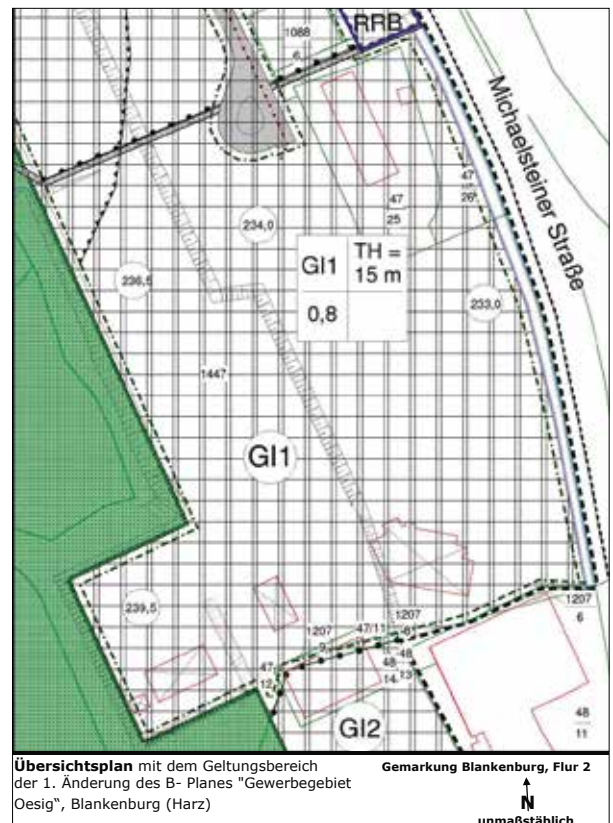 RRB
1088
6
Michaelsteiner Straße
47
26
47
25
234,0
GI1
TH =
15 m
0,8
236,5
233,0
1447
GI1
239,5
1207
47/11
1207
6
1207
6
47
12
48
48
14
13
GI2
48
11
Übersichtsplan mit dem Geltungsbereich
der 1. Änderung des B- Planes "Gewerbegebiet
Oesig", Blankenburg (Harz)
Gemarkung Blankenburg, Flur 2
N
unmaßstäblich